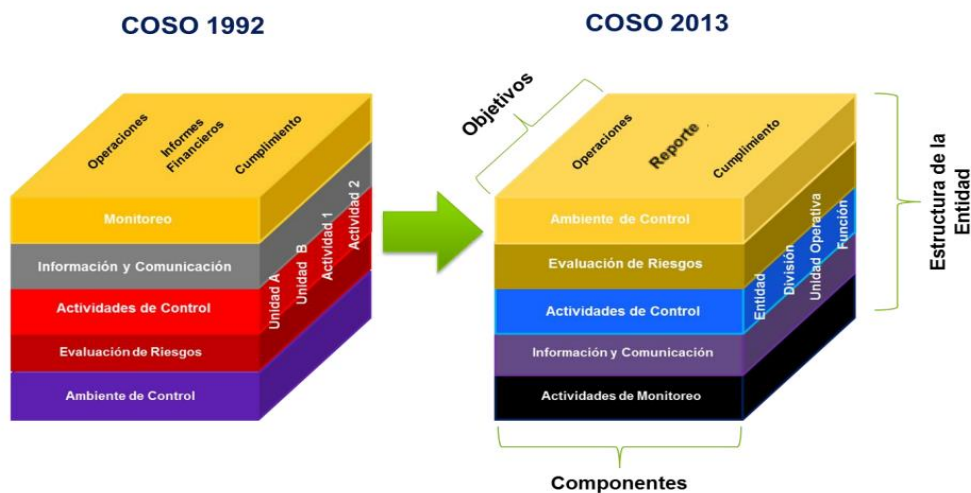 COSO 1992
COSO 2013
Operaciones
Informes
Financieros
Cumplimiento
Monitoreo
Información y Comunicación
Actividades de Control
Evaluación de Riesgos
Ambiente de Control
Unidad A
Unidad B
Actividad 1
Actividad 2
Objetivos
Operaciones
Reporte
Cumplimiento
Ambiente de Control
Evaluación de Riesgos
Actividades de Control
Información y Comunicación
Actividades de Monitoreo
Entidad
División
Unidad Operativa
Función
Estructura de la
Entidad
Componentes